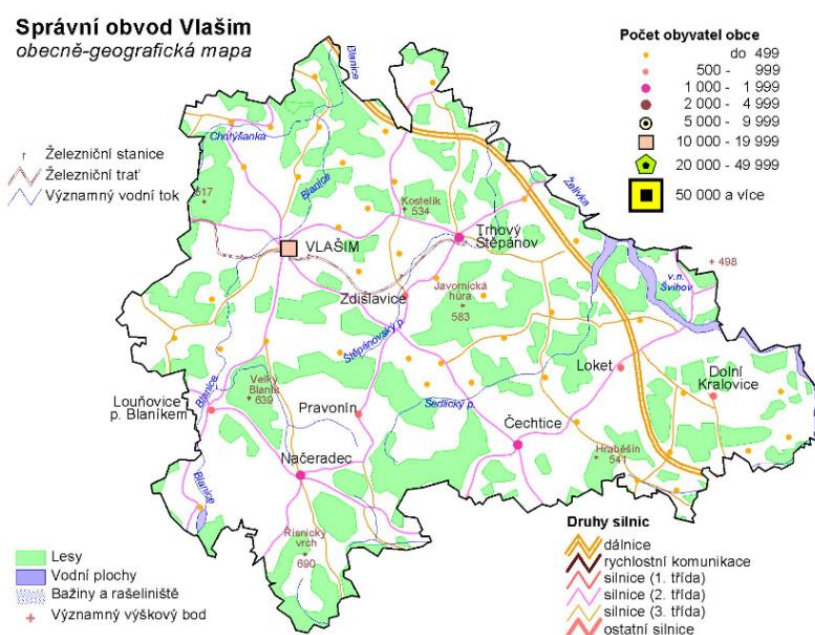 Správní obvod Vlašim
obecně-geografická mapa
Železniční stanice
Železniční trať
Významný vodní tok
Počet obyvatel obce
do 499
500 - 999
1 000 - 1 999
2 000 - 4 999
5 000 - 9 999
10 000 - 19 999
20 000 - 49 999
50 000 a více
Blanice
Chotýšanka
Blanice
Želivka
517
Kostelík
534
Trhový
Štěpánov
VLAŠIM
498
v.n.
Švihov
Zdislavice
Javornická
hůra
583
Štěpánovský p.
Loket
Dolní
Kralovice
Velký
Blaník
639
Blanice
Louňovice
p. Blaníkem
Pravonín
Sedlický p.
Čechtice
Hraběšín
541
Načeradec
Blanice
Řísnický
vrch
690
Lesy
Vodní plochy
Bažiny a rašeliniště
Významný výškový bod
Druhy silnic
dálnice
rychlostní komunikace
silnice (1. třída)
silnice (2. třída)
silnice (3. třída)
ostatní silnice